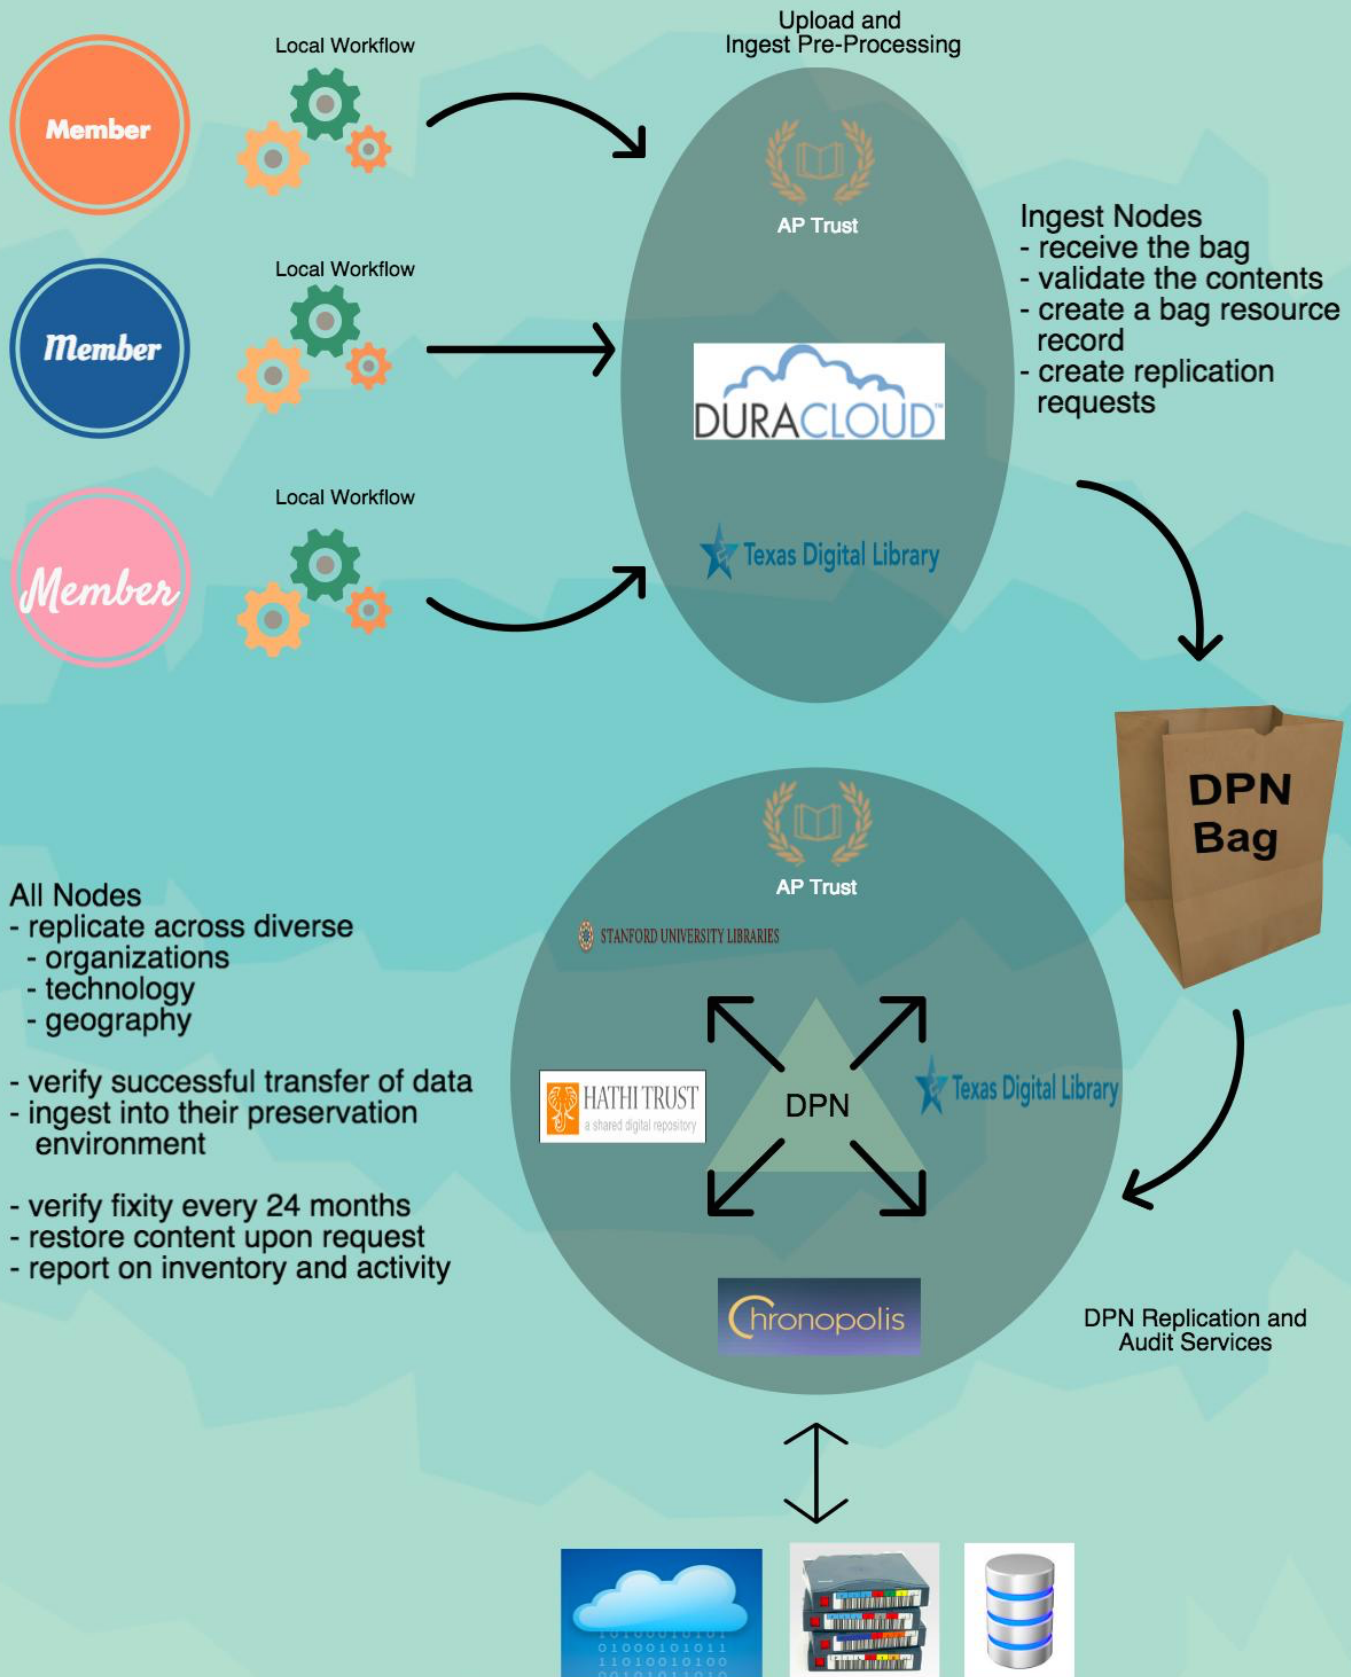 Upload and
Ingest Pre-Processing
Local Workflow
Member
AP Trust
Ingest Nodes
- receive the bag
- validate the contents
- create a bag resource
record
- create replication
requests
Local Workflow
Member
DURACLOUD™
Local Workflow
Member
Texas Digital Library
DPN
Bag
AP Trust
STANFORD UNIVERSITY LIBRARIES
All Nodes
- replicate across diverse
- organizations
- technology
- geography
- verify successful transfer of data
- ingest into their preservation
environment
- verify fixity every 24 months
- restore content upon request
- report on inventory and activity
HATHI TRUST
a shared digital repository
DPN
Texas Digital Library
Chronopolis
DPN Replication and
Audit Services
01000101011
11010010100